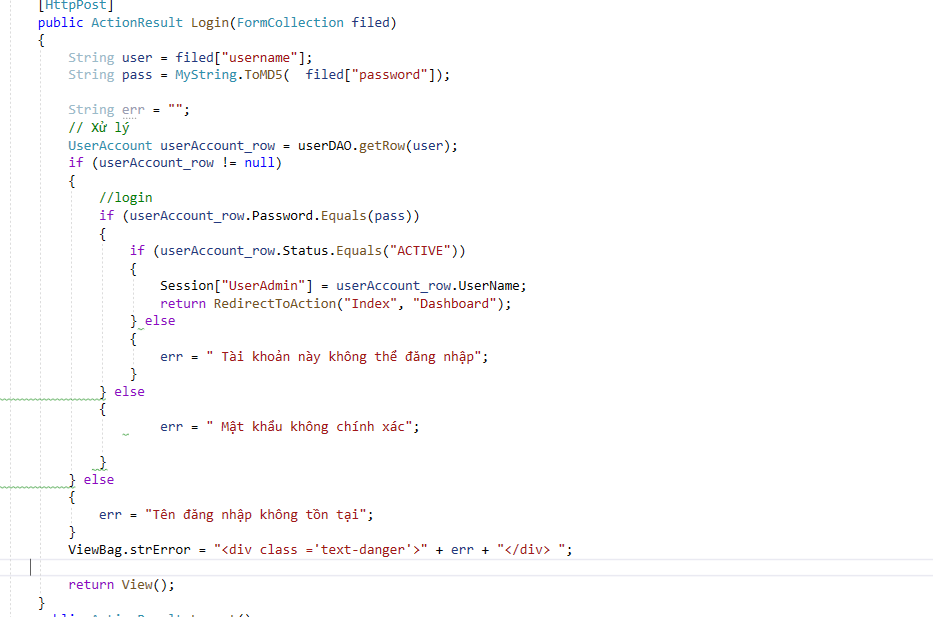 [HttpPost]
public ActionResult Login(FormCollection filed)
{
String user = filed["username"];
String pass = MyString.ToMD5(  filed["password"]);
String err = "";
// Xử lý
UserAccount userAccount_row = userDAO.getRow(user);
if (userAccount_row != null)
{
//login
if (userAccount_row.Password.Equals(pass))
{
if (userAccount_row.Status.Equals("ACTIVE"))
{
Session["UserAdmin"] = userAccount_row.UserName;
return RedirectToAction("Index", "Dashboard");
} else
{
err = " Tài khoản này không thể đăng nhập";
}
} else
{
err = " Mật khẩu không chính xác";
}
} else
{
err = "Tên đăng nhập không tồn tại";
}
ViewBag.strError = "<div class ='text-danger'>" + err + "</div> ";
return View();
}